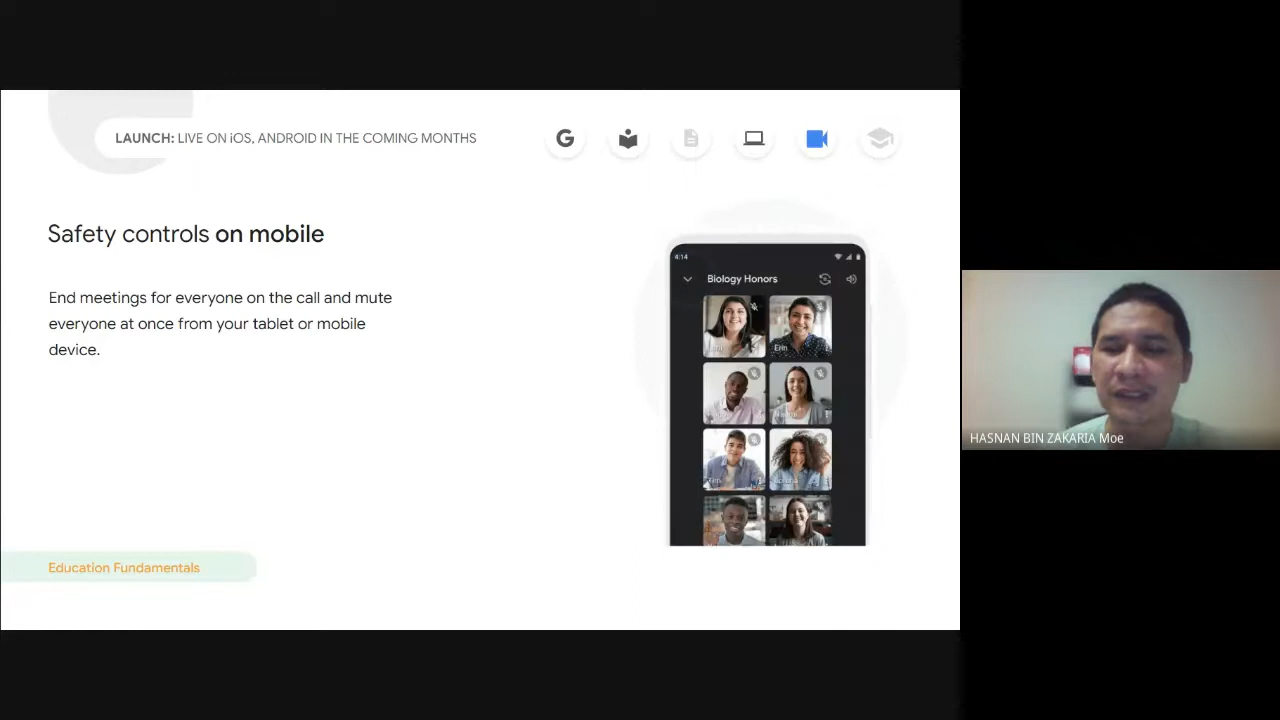 LAUNCH: LIVE ON iOS, ANDROID IN THE COMING MONTHS
Safety controls on mobile
End meetings for everyone on the call and mute
everyone at once from your tablet or mobile
device.
Education Fundamentals
4:14
Biology Honors
Erin
HASNAN BIN ZAKARIA Moe